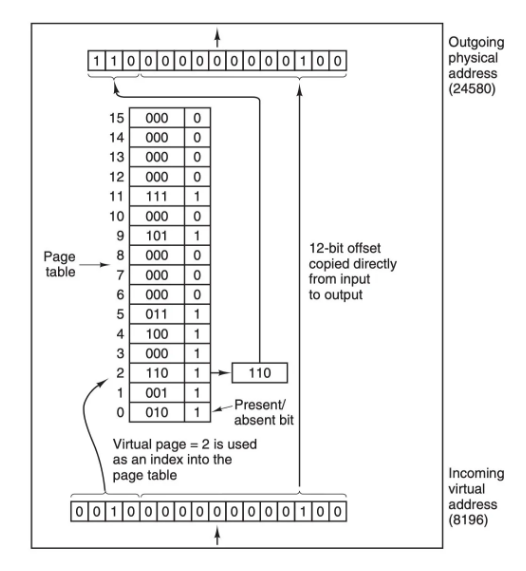 Outgoing
physical
address
(24580)
1 1 0 0 0 0 0 0 0 0 0 0 1 0 0
15 000 0
14 000 0
13 000 0
12 000 0
11 111 1
10 000 0
9 101 1
8 000 0
7 000 0
6 000 0
5 011 1
4 100 1
3 000 1
2 110 1 110
1 001 1
0 010 1
Page
table
12-bit offset
copied directly
from input
to output
Present/
absent bit
Virtual page = 2 is used
as an index into the
page table
Incoming
virtual
address
(8196)
0 0 1 0 0 0 0 0 0 0 0 0 0 1 0 0